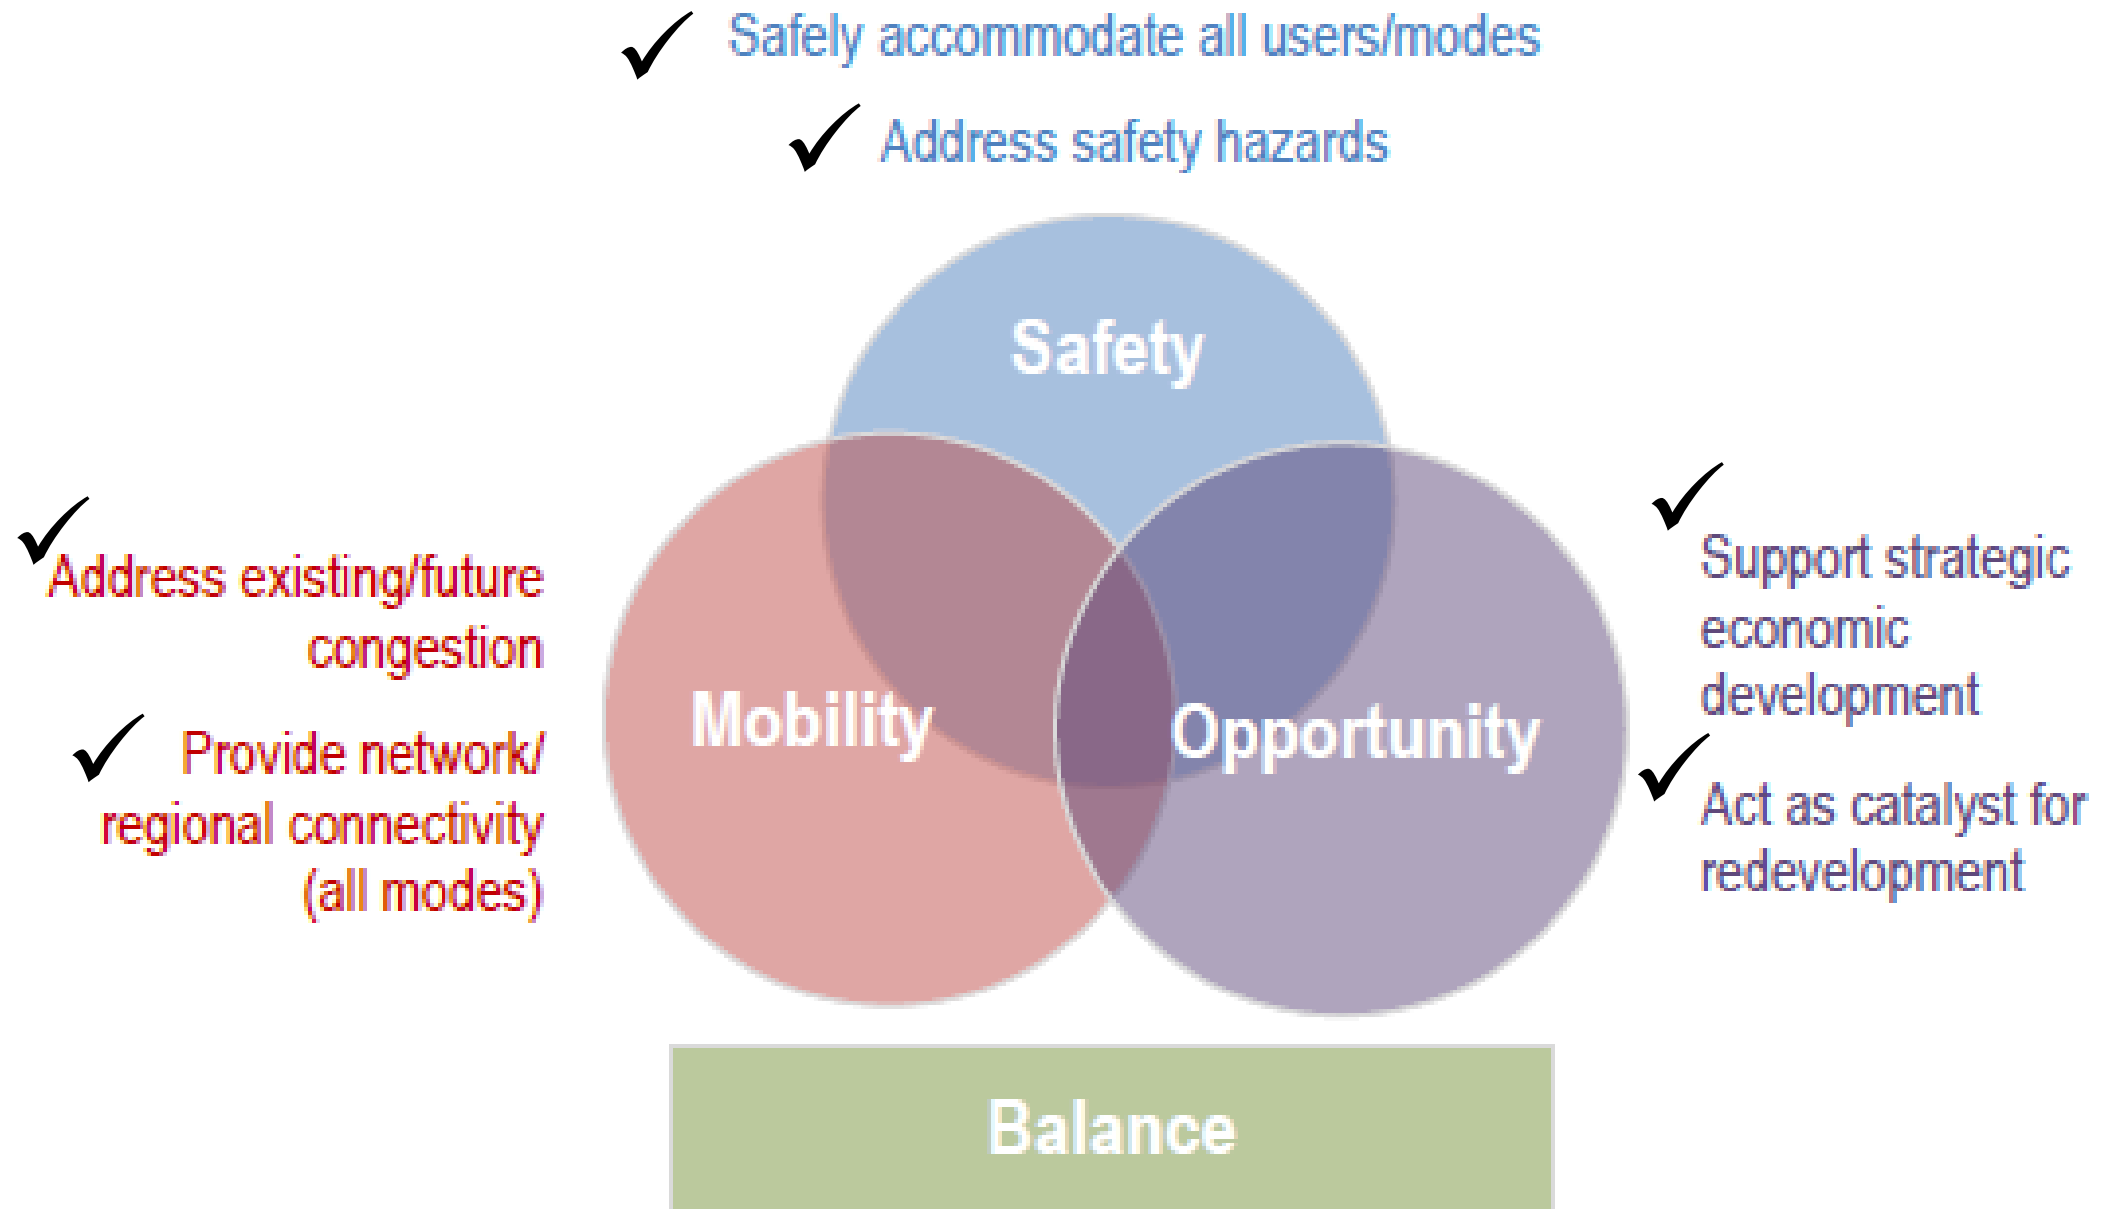 Safely accommodate all users/modes
Address safety hazards
Safety
Address existing/future
congestion
Provide network/
regional connectivity
(all modes)
Mobility
Opportunity
Support strategic
economic
development
Act as catalyst for
redevelopment
Balance